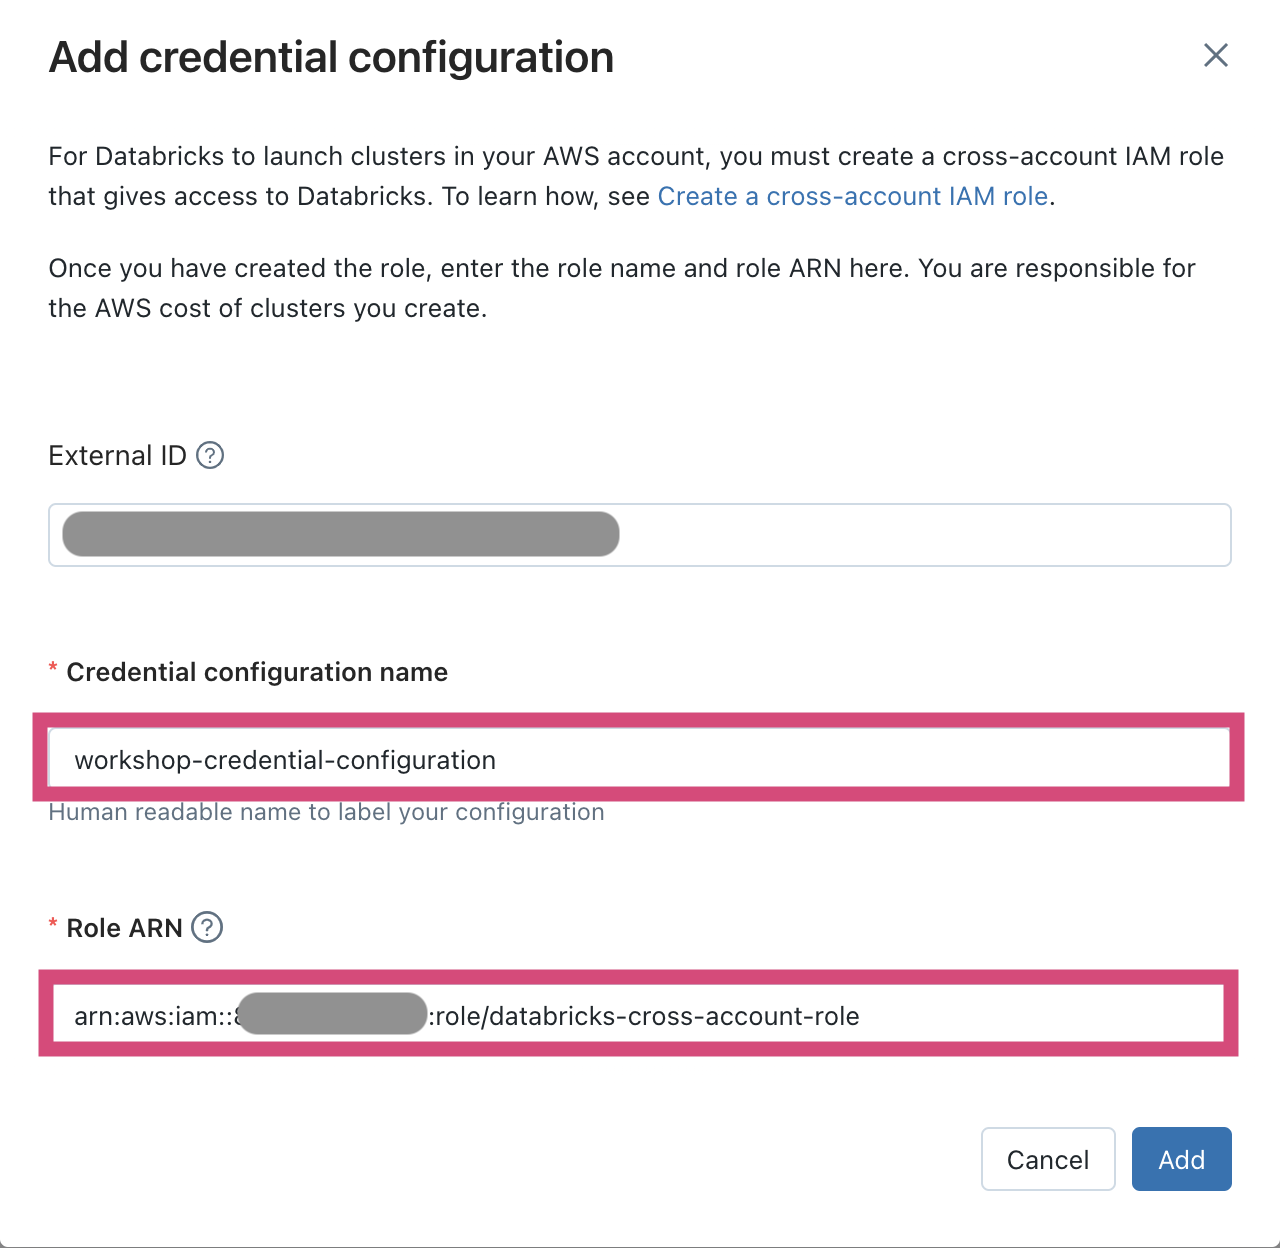 Add credential configuration
For Databricks to launch clusters in your AWS account, you must create a cross-account IAM role
that gives access to Databricks. To learn how, see Create a cross-account IAM role.
Once you have created the role, enter the role name and role ARN here. You are responsible for
the AWS cost of clusters you create.
External ID ?
* Credential configuration name
workshop-credential-configuration
Human readable name to label your configuration
* Role ARN ?
arn:aws:iam:: :role/databricks-cross-account-role
Cancel
Add